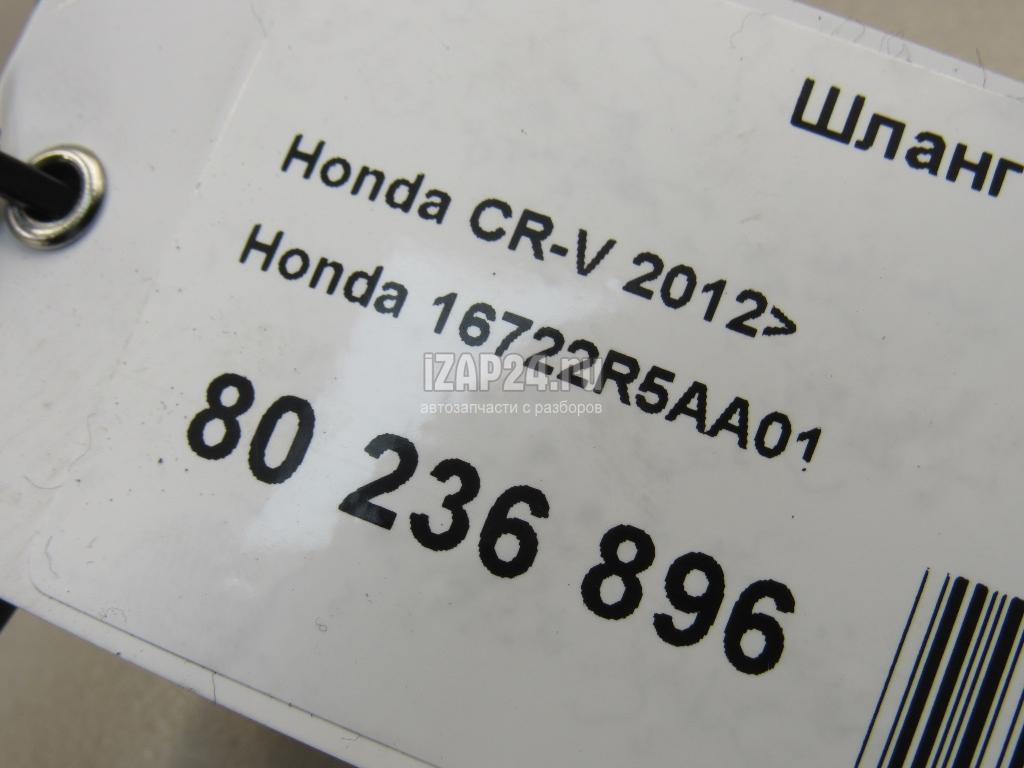 Шланг
Honda CR-V 2012>
Honda 16722R5AA01
iZAP24.ru
автозапчасти с разборов
80 236 896